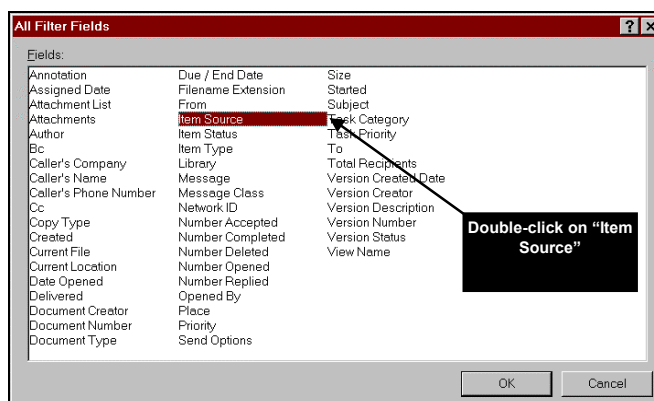 All Filter Fields
Fields:
Annotation
Assigned Date
Attachment List
Attachments
Author
Bc
Caller's Company
Caller's Name
Caller's Phone Number
Cc
Copy Type
Created
Current File
Current Location
Date Opened
Delivered
Document Creator
Document Number
Document Type
Due / End Date
Filename Extension
From
Item Source
Item Status
Item Type
Library
Message
Message Class
Network ID
Number Accepted
Number Completed
Number Deleted
Number Opened
Number Replied
Opened By
Place
Priority
Send Options
Size
Started
Subject
Task Category
Task Priority
To
Total Recipients
Version Created Date
Version Creator
Version Description
Version Number
Version Status
View Name
Double-click on “Item
Source”
OK
Cancel